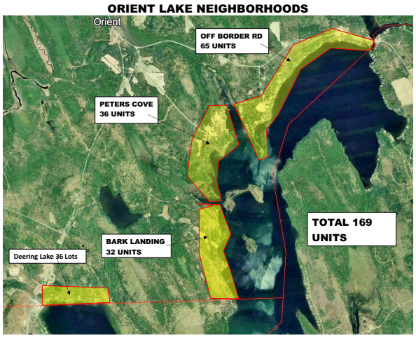 ORIENT LAKE NEIGHBORHOODS
Orient
OFF BORDER RD
65 UNITS
PETERS COVE
36 UNITS
BARK LANDING
32 UNITS
TOTAL 169
UNITS
Deering Lake 36 Lots